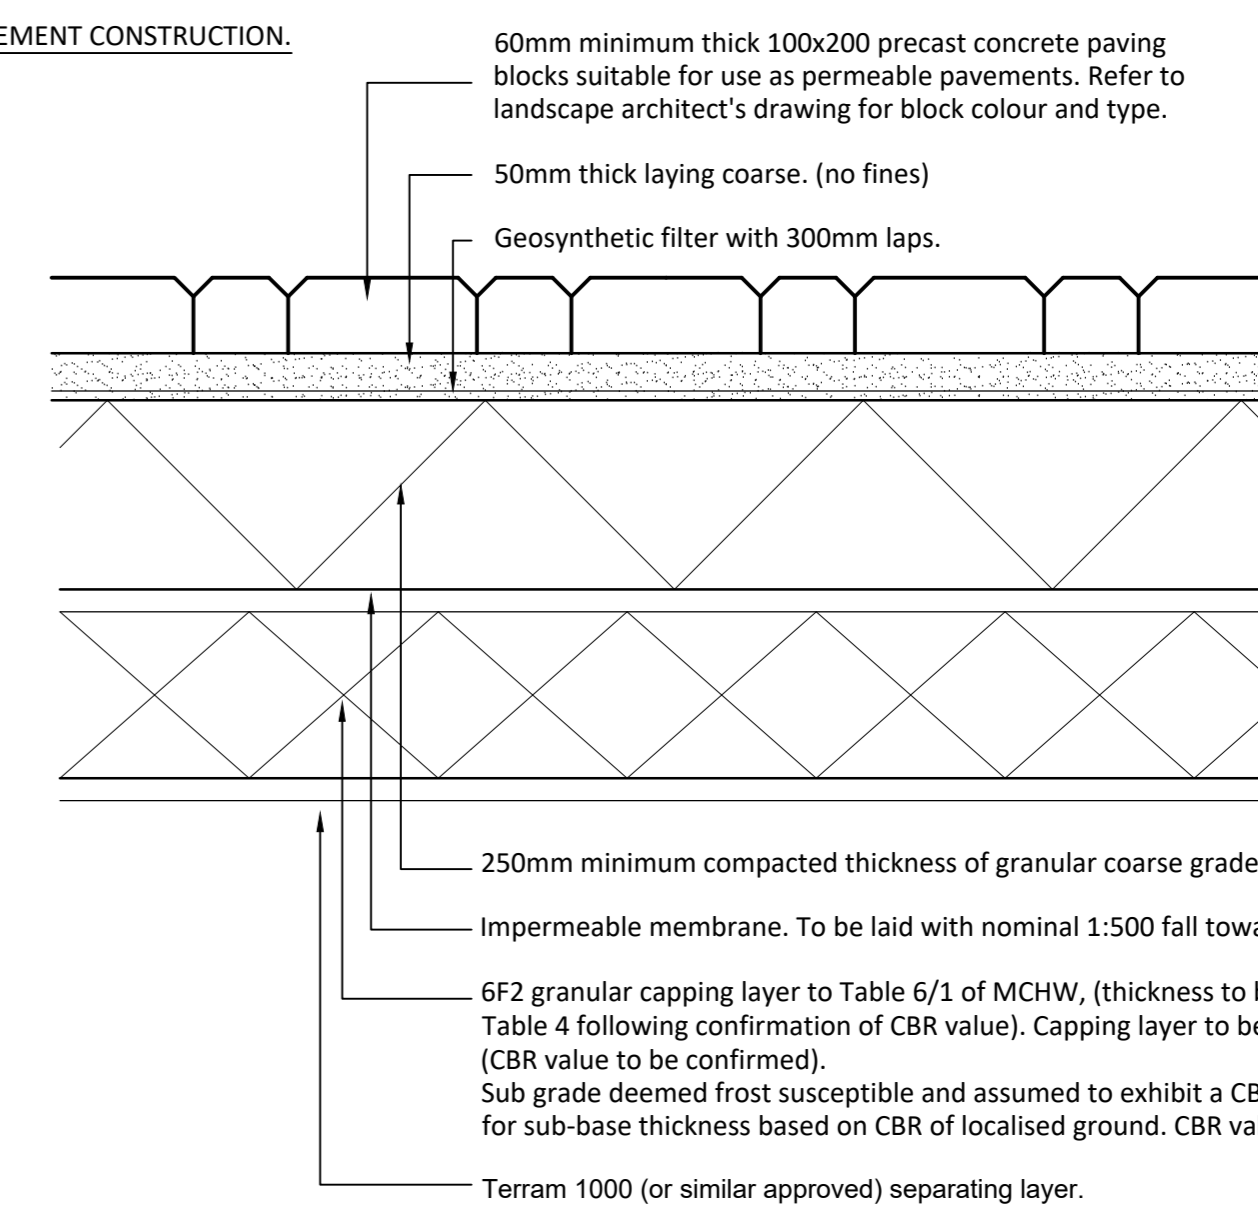 EMENT CONSTRUCTION.
60mm minimum thick 100x200 precast concrete paving
blocks suitable for use as permeable pavements. Refer to
landscape architect's drawing for block colour and type.
50mm thick laying coarse. (no fines)
Geosynthetic filter with 300mm laps.
250mm minimum compacted thickness of granular coarse grade
Impermeable membrane. To be laid with nominal 1:500 fall towa
6F2 granular capping layer to Table 6/1 of MCHW, (thickness to
Table 4 following confirmation of CBR value). Capping layer to be
(CBR value to be confirmed).
Sub grade deemed frost susceptible and assumed to exhibit a CB
for sub-base thickness based on CBR of localised ground. CBR va
Terram 1000 (or similar approved) separating layer.